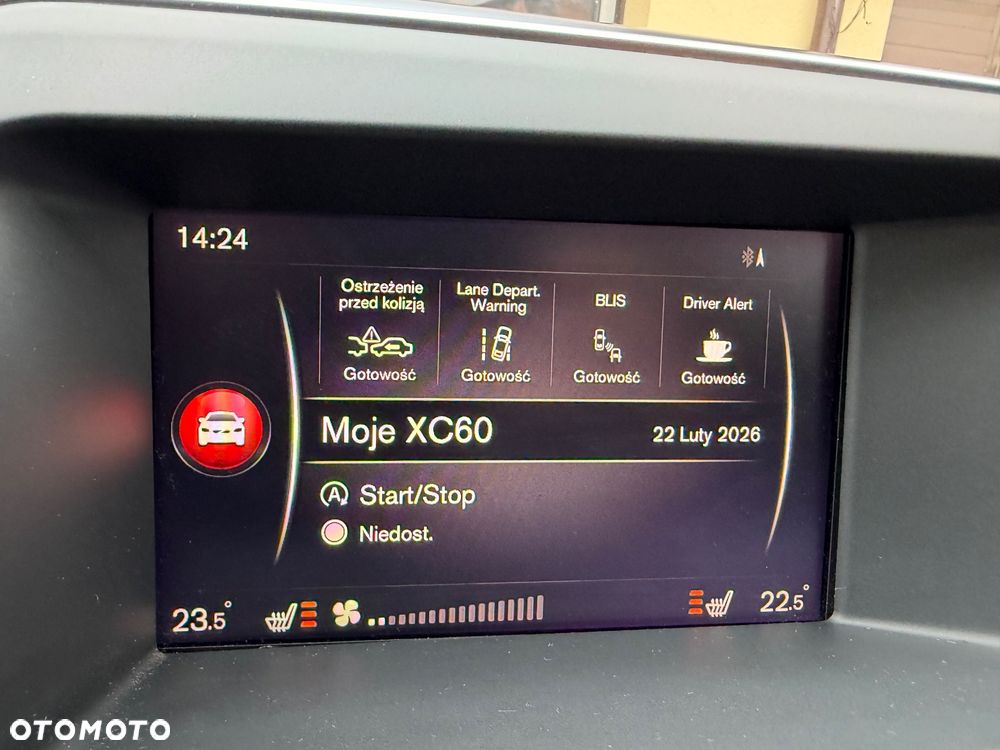 14:24
Ostrzeżenie
przed kolizją
Gotowość
Lane Depart.
Warning
Gotowość
BLIS
Gotowość
Driver Alert
Gotowość
Moje XC60
22 Luty 2026
A Start/Stop
Niedost.
23.5°
22.5°
OTOMOTO